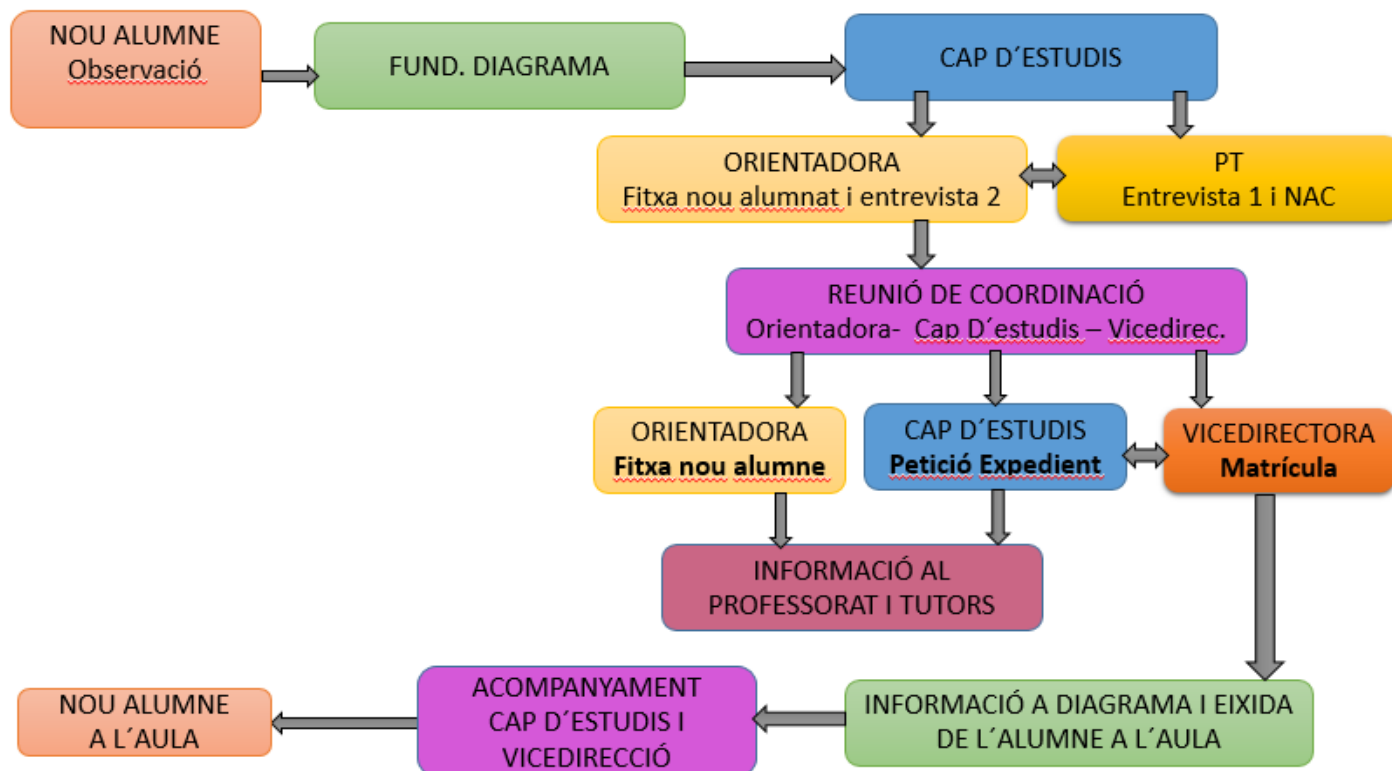 NOU ALUMNE
Observació
FUND. DIAGRAMA
CAP D´ESTUDIS
ORIENTADORA
Fitxa nou alumnat i entrevista 2
PT
Entrevista 1 i NAC
REUNIÓ DE COORDINACIÓ
Orientadora- Cap D´estudis – Vicedirec.
ORIENTADORA
Fitxa nou alumne
CAP D´ESTUDIS
Petició Expedient
VICEDIRECTORA
Matrícula
INFORMACIÓ AL
PROFESSORAT I TUTORS
NOU ALUMNE
A L´AULA
ACOMPANYAMENT
CAP D´ESTUDIS I
VICEDIRECCIÓ
INFORMACIÓ A DIAGRAMA I EIXIDA
DE L´ALUMNE A L´AULA